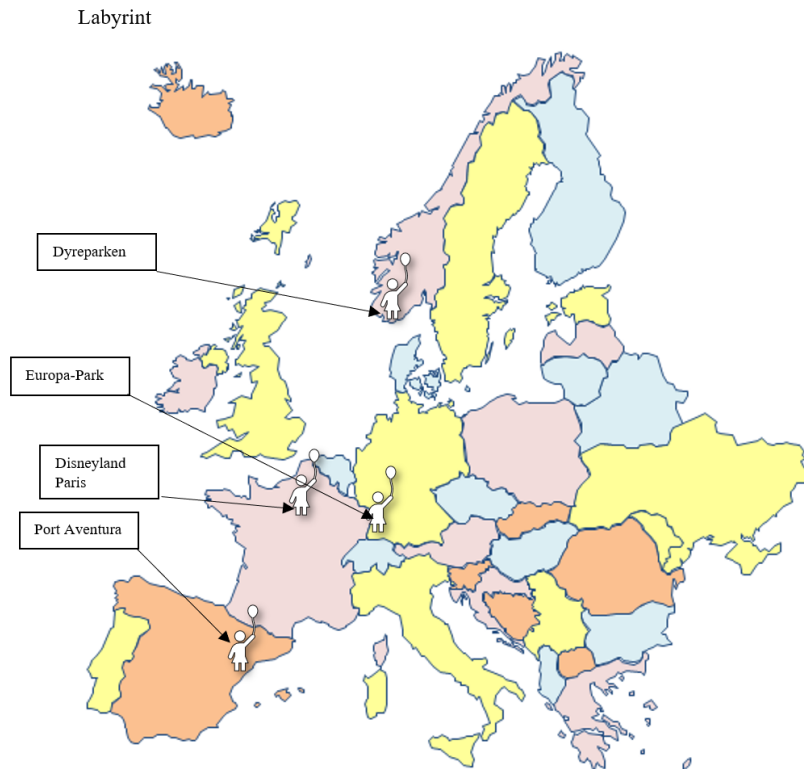 Labyrint
Dyreparken
Europa-Park
Disneyland
Paris
Port Aventura